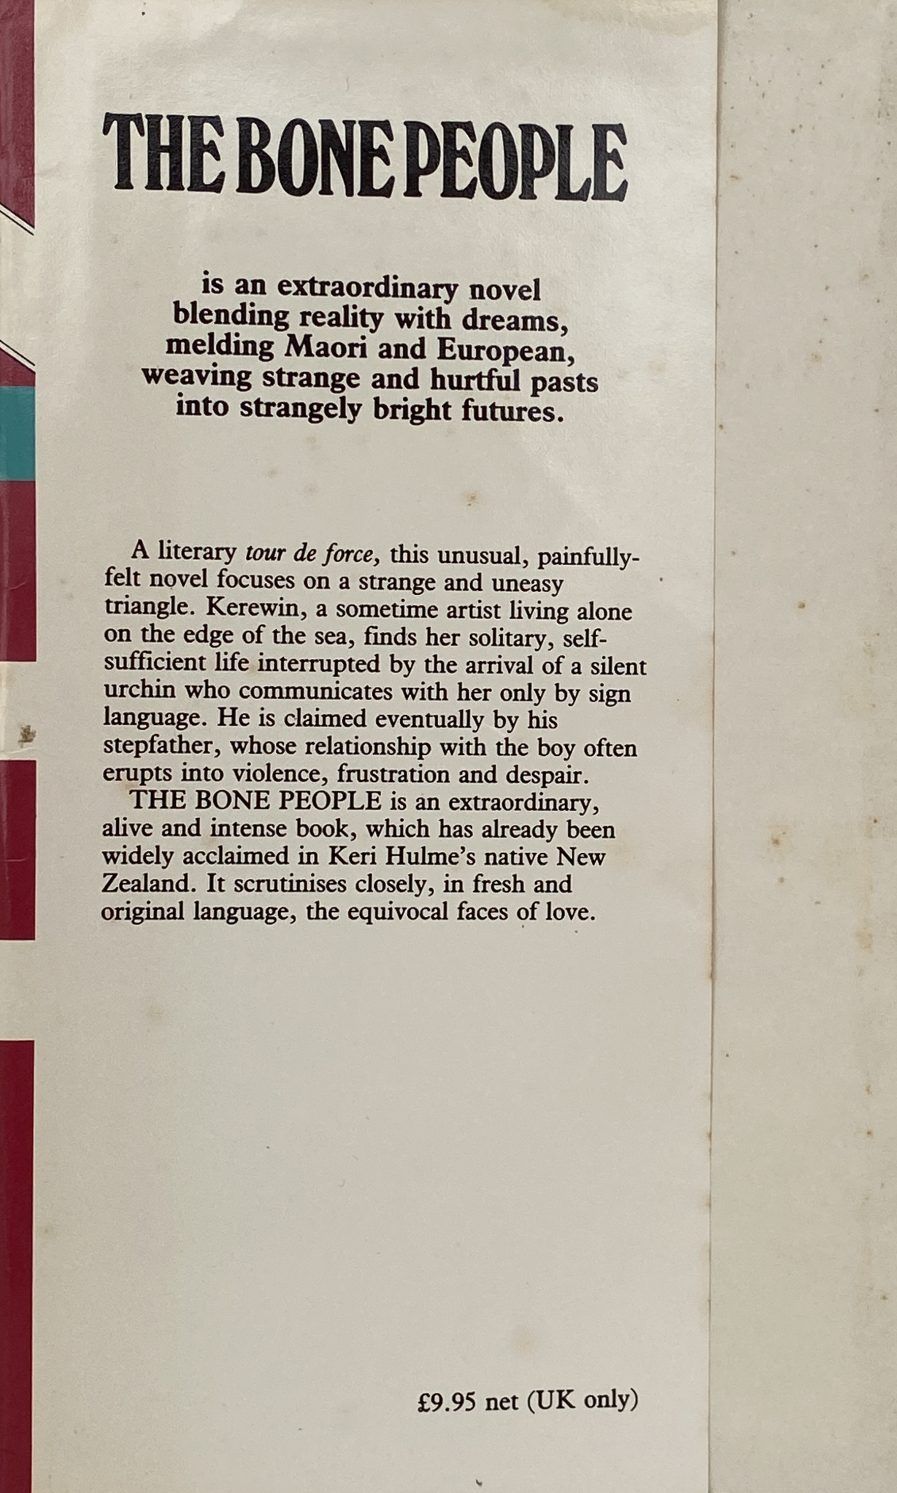 THE BONE PEOPLE
is an extraordinary novel
blending reality with dreams,
melding Maori and European,
weaving strange and hurtful pasts
into strangely bright futures.
A literary tour de force, this unusual, painfully-
felt novel focuses on a strange and uneasy
triangle. Kerewin, a sometime artist living alone
on the edge of the sea, finds her solitary, self-
sufficient life interrupted by the arrival of a silent
urchin who communicates with her only by sign
language. He is claimed eventually by his
stepfather, whose relationship with the boy often
erupts into violence, frustration and despair.
THE BONE PEOPLE is an extraordinary,
alive and intense book, which has already been
widely acclaimed in Keri Hulme's native New
Zealand. It scrutinises closely, in fresh and
original language, the equivocal faces of love.
£9.95 net (UK only)